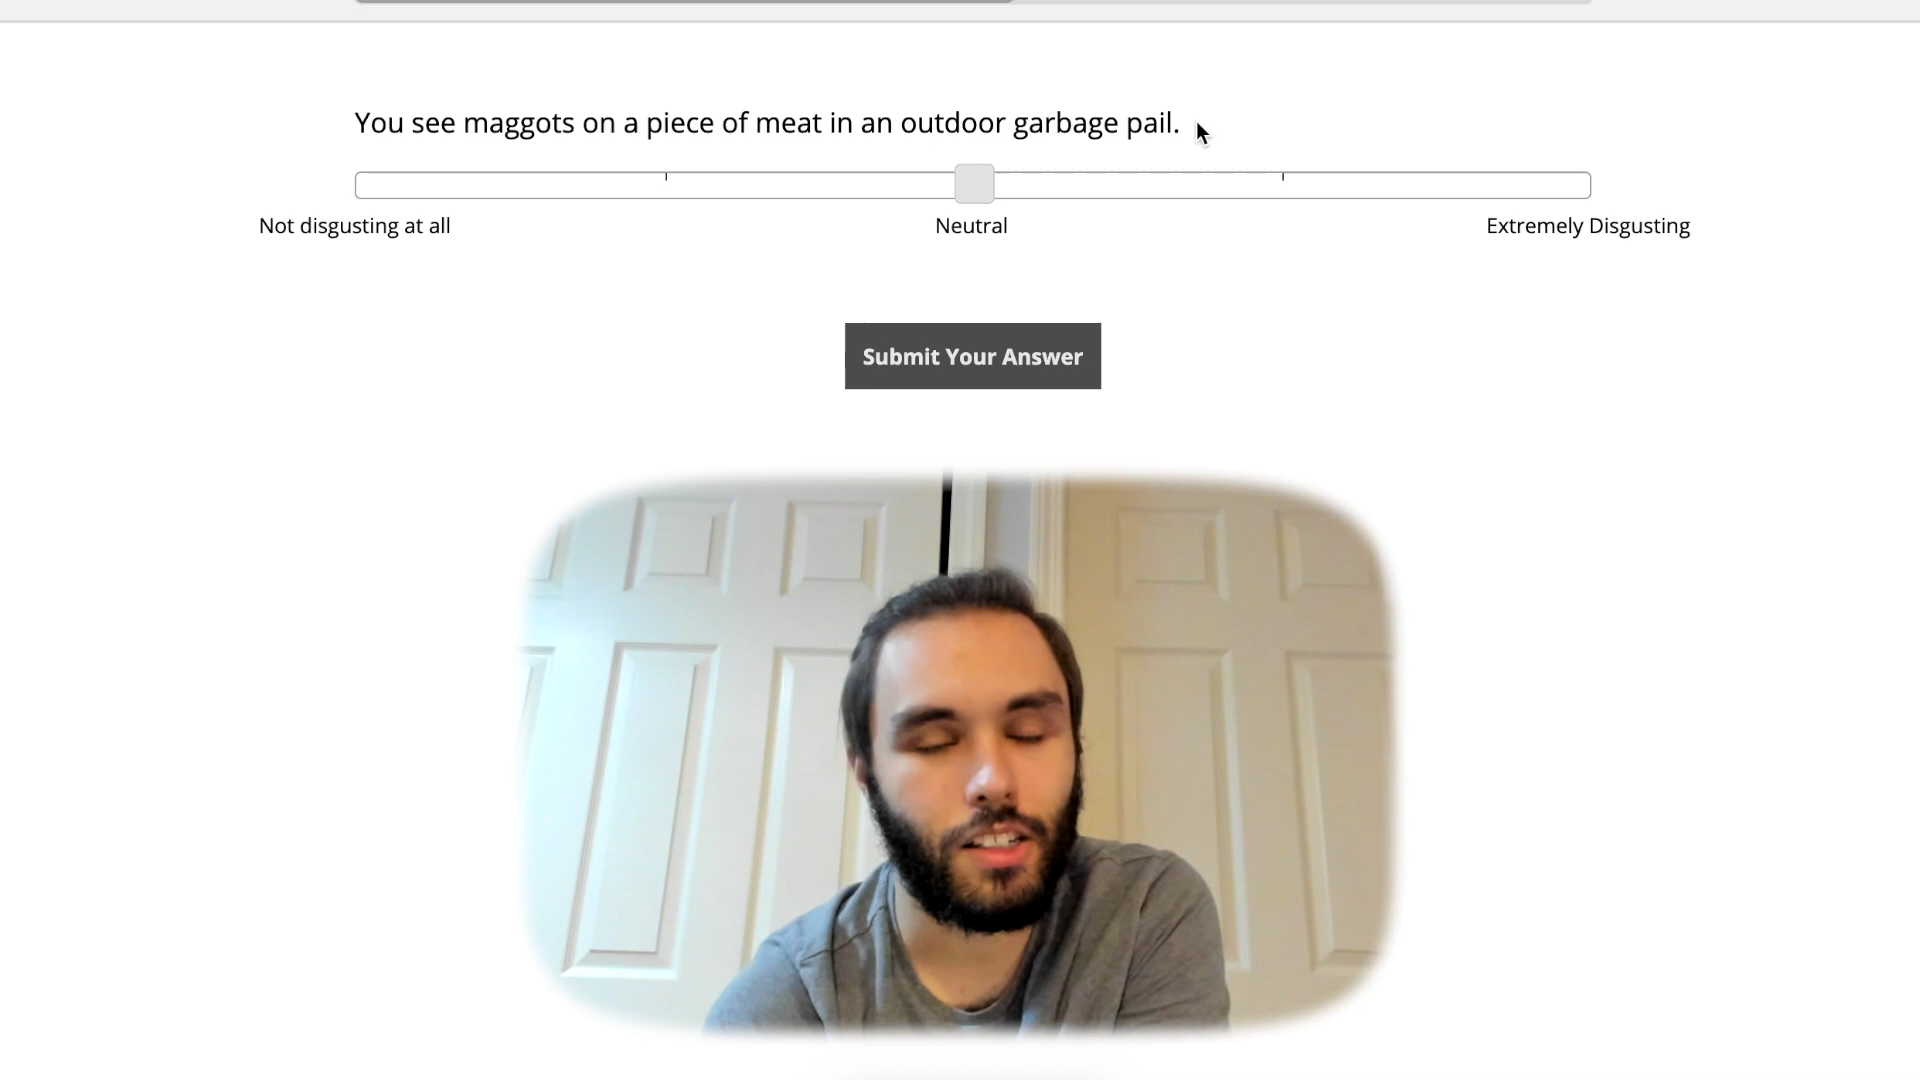 You see maggots on a piece of meat in an outdoor garbage pail.
Not disgusting at all Neutral Extremely Disgusting
Submit Your Answer